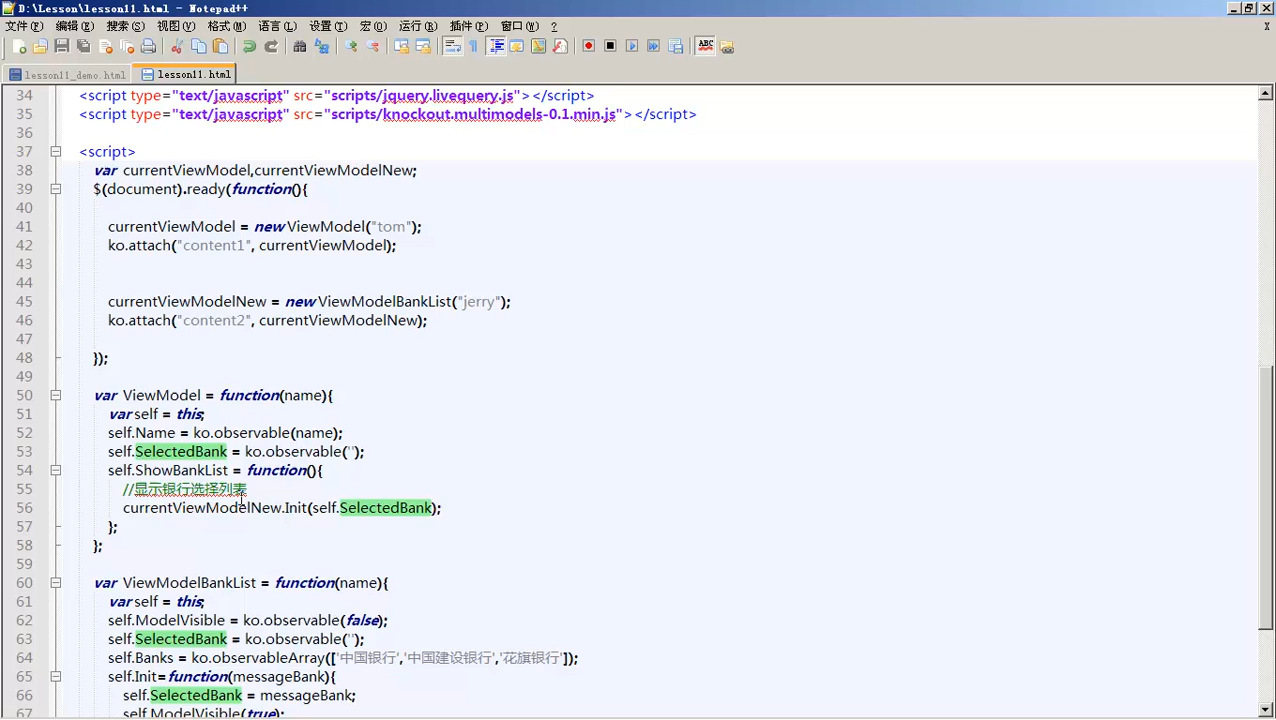 D:\Lesson\lesson11.html - Notepad++
文件(F) 编辑(E) 搜索(S) 视图(V) 格式(M) 语言(L) 设置(T) 宏(O) 运行(R) 插件(P) 窗口(W) ? X
lesson11_demo.html lesson11.html
34 <script type="text/javascript" src="scripts/jquery.livequery.js"></script>
35 <script type="text/javascript" src="scripts/knockout.multimodels-0.1.min.js"></script>
36
37 <script>
38 var currentViewModel,currentViewModelNew;
39 $(document).ready(function(){
40
41 currentViewModel = new ViewModel("tom");
42 ko.attach("content1", currentViewModel);
43
44
45 currentViewModelNew = new ViewModelBankList("jerry");
46 ko.attach("content2", currentViewModelNew);
47
48 });
49
50 var ViewModel = function(name){
51 var self = this;
52 self.Name = ko.observable(name);
53 self.SelectedBank = ko.observable('');
54 self.ShowBankList = function(){
55 //显示银行选择列表
56 currentViewModelNew.Init(self.SelectedBank);
57 };
58 };
59
60 var ViewModelBankList = function(name){
61 var self = this;
62 self.ModelVisible = ko.observable(false);
63 self.SelectedBank = ko.observable('');
64 self.Banks = ko.observableArray(['中国银行','中国建设银行','花旗银行']);
65 self.Init=function(messageBank){
66 self.SelectedBank = messageBank;
67 self.ModelVisible(true);